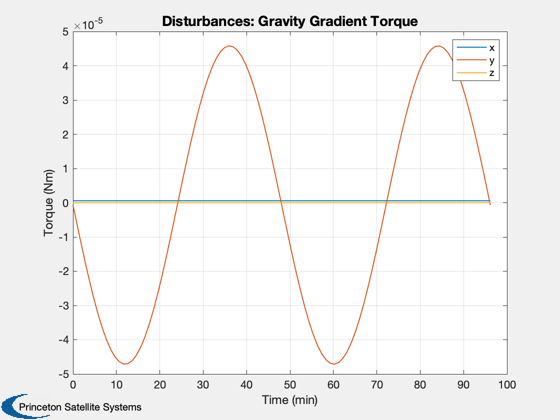 Disturbances: Gravity Gradient Torque
×10⁻⁵
5
4
3
2
1
0
-1
-2
-3
-4
-5
Torque (Nm)
x
y
z
0 10 20 30 40 50 60 70 80 90 100
Time (min)
Princeton Satellite Systems